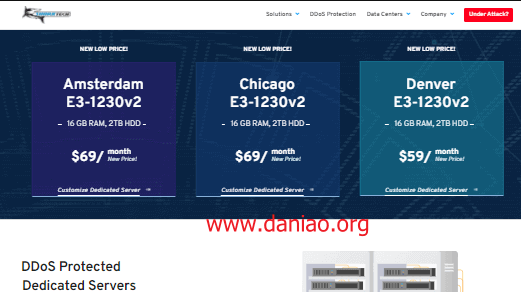 Solutions DDoS Protection Data Centers Company Under Attack?
NEW LOW PRICE! NEW LOW PRICE! NEW LOW PRICE!
Amsterdam
E3-1230v2
– 16 GB RAM, 2TB HDD –
$69/ month
New Price!
Customize Dedicated Server
Chicago
E3-1230v2
– 16 GB RAM, 2TB HDD –
$69/ month
New Price!
Customize Dedicated Server
Denver
E3-1230v2
– 16 GB RAM, 2TB HDD –
$59/ month
New Price!
Customize Dedicated Server
www.daniao.org
DDoS Protected
Dedicated Servers